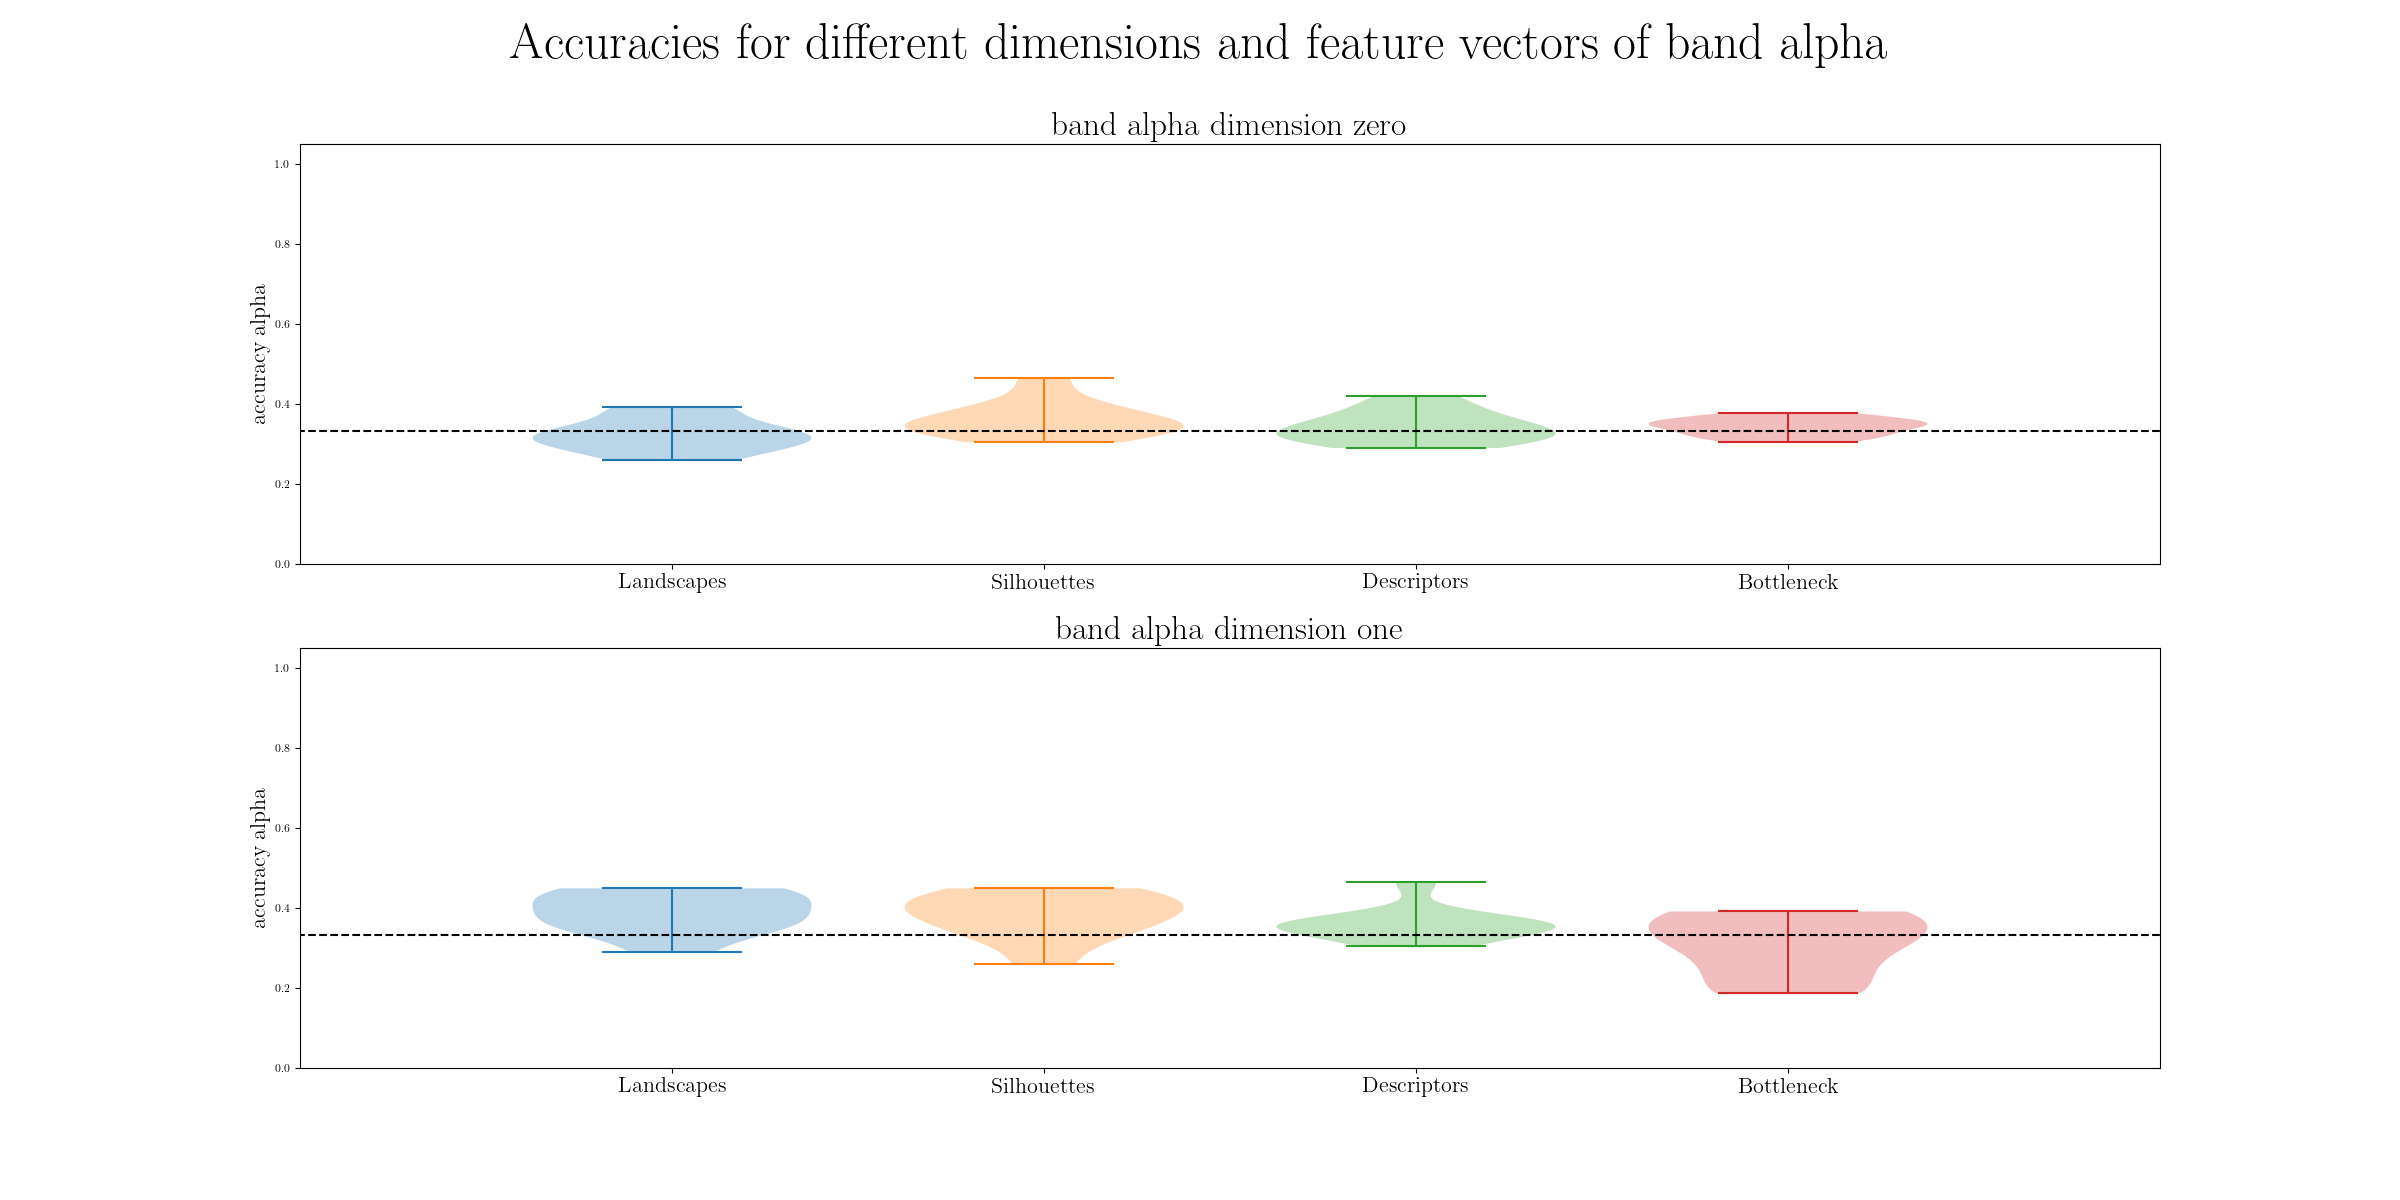 Accuracies for different dimensions and feature vectors of band alpha
band alpha dimension zero
accuracy alpha
1.0
0.8
0.6
0.4
0.2
0.0
Landscapes Silhouettes Descriptors Bottleneck
band alpha dimension one
accuracy alpha
1.0
0.8
0.6
0.4
0.2
0.0
Landscapes Silhouettes Descriptors Bottleneck